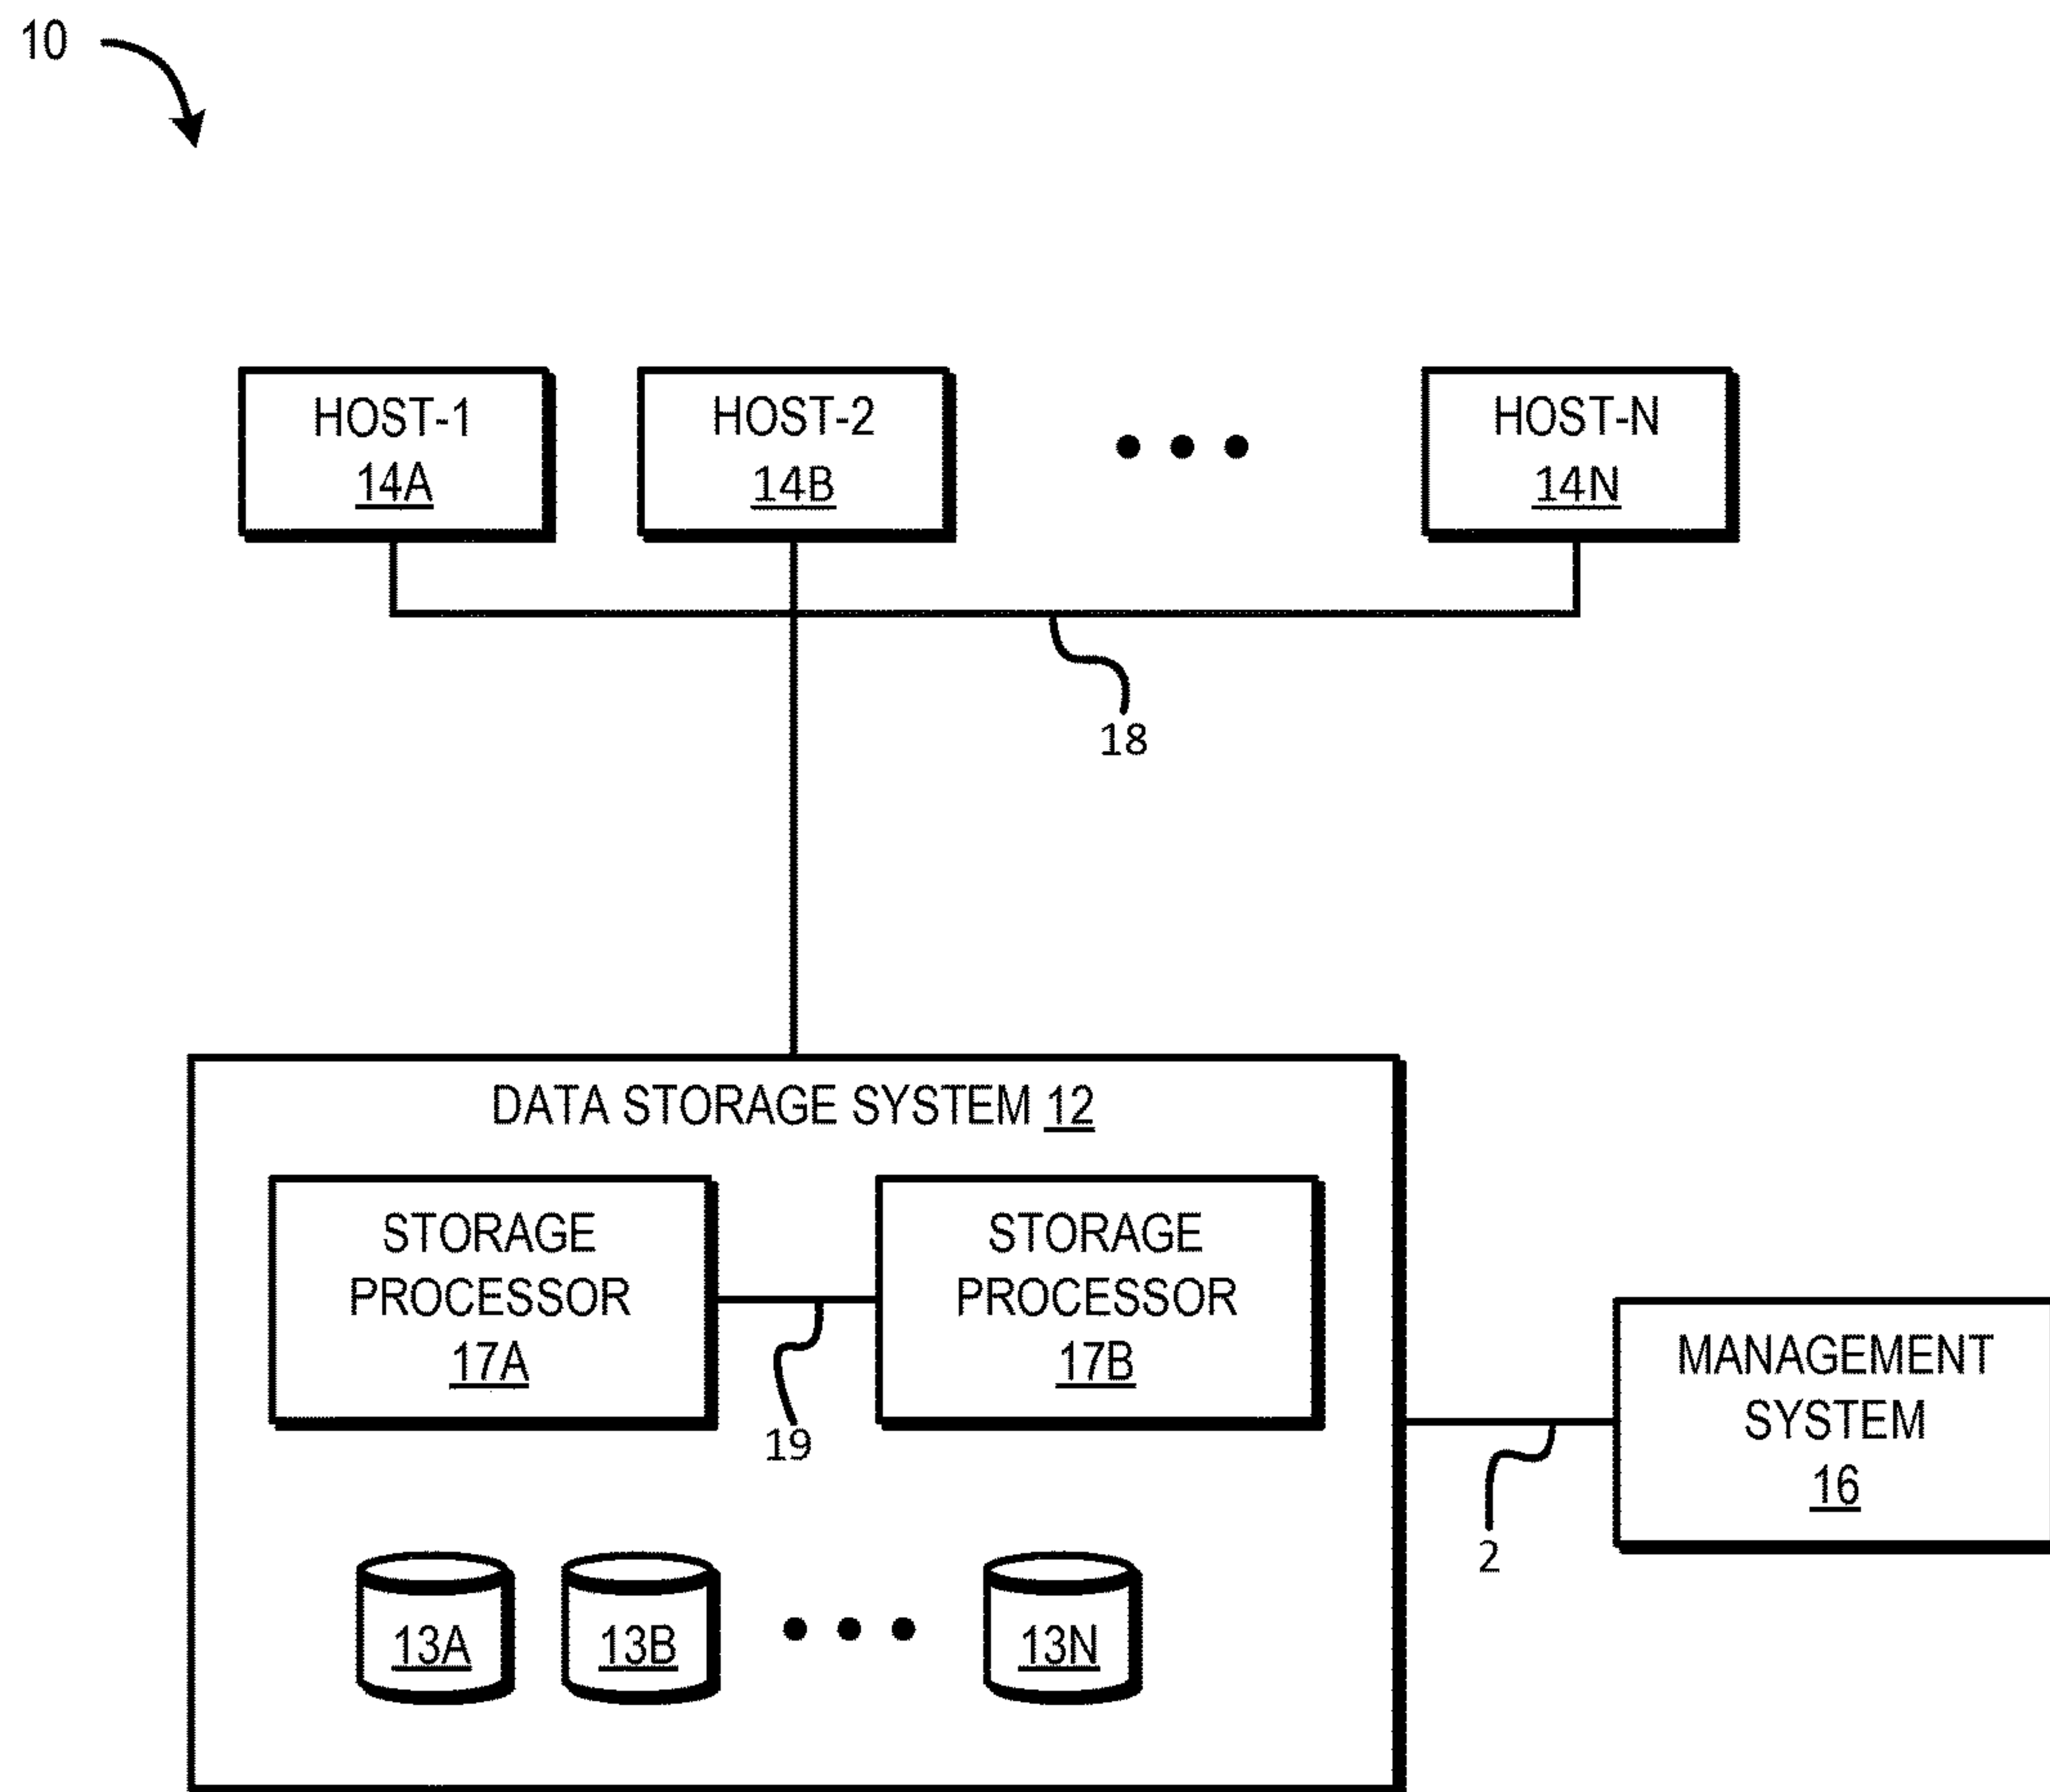 10
HOST-1
14A
HOST-2
14B
HOST-N
14N
18
DATA STORAGE SYSTEM 12
STORAGE
PROCESSOR
17A
STORAGE
PROCESSOR
17B
19
MANAGEMENT
SYSTEM
16
2
13A
13B
13N